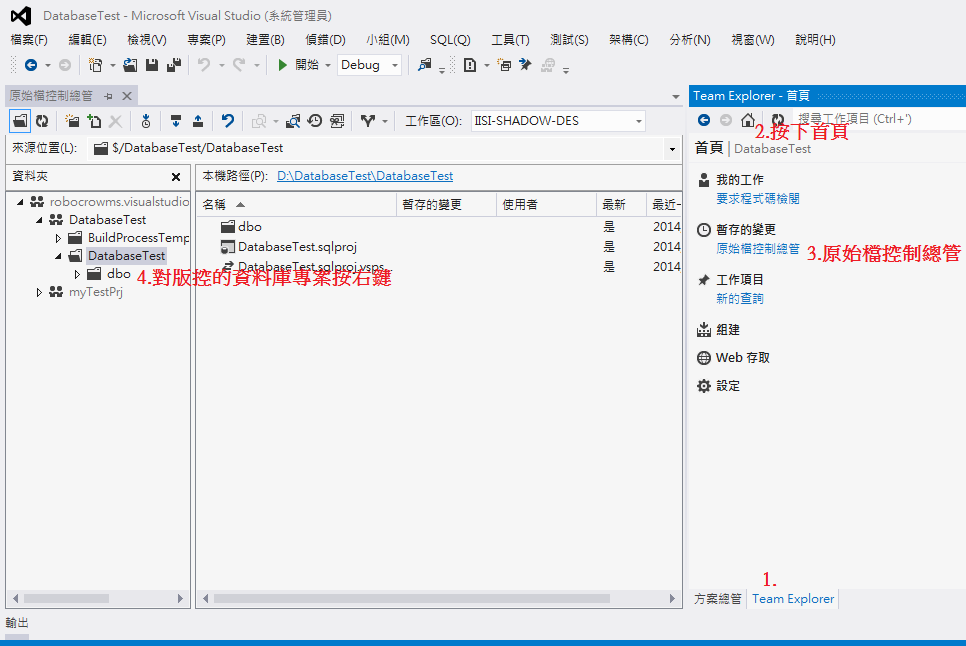 DatabaseTest - Microsoft Visual Studio (系統管理員)
檔案(F) 編輯(E) 檢視(V) 專案(P) 建置(B) 偵錯(D) 小組(M) SQL(Q) 工具(T) 測試(S) 架構(C) 分析(N) 視窗(W) 說明(H)
開始 Debug
原始檔控制總管
工作區(O): IISI-SHADOW-DES
來源位置(L): $/DatabaseTest/DatabaseTest
資料夾
robocrowms.visualstudio
DatabaseTest
BuildProcessTemp
DatabaseTest
dbo
myTestPrj
本機路徑(P): D:\DatabaseTest\DatabaseTest
名稱 暫存的變更 使用者 最新 最近一
dbo 是 2014
DatabaseTest.sqlproj 是 2014
DatabaseTest.sqlproj.vsps 是 2014
4.對版控的資料庫專案按右鍵
Team Explorer - 首頁
搜尋工作項目 (Ctrl+')
2.按下首頁
首頁 | DatabaseTest
我的工作
要求程式碼檢閱
暫存的變更
原始檔控制總管
3.原始檔控制總管
工作項目
新的查詢
組建
Web 存取
設定
1.
方案總管 Team Explorer
輸出